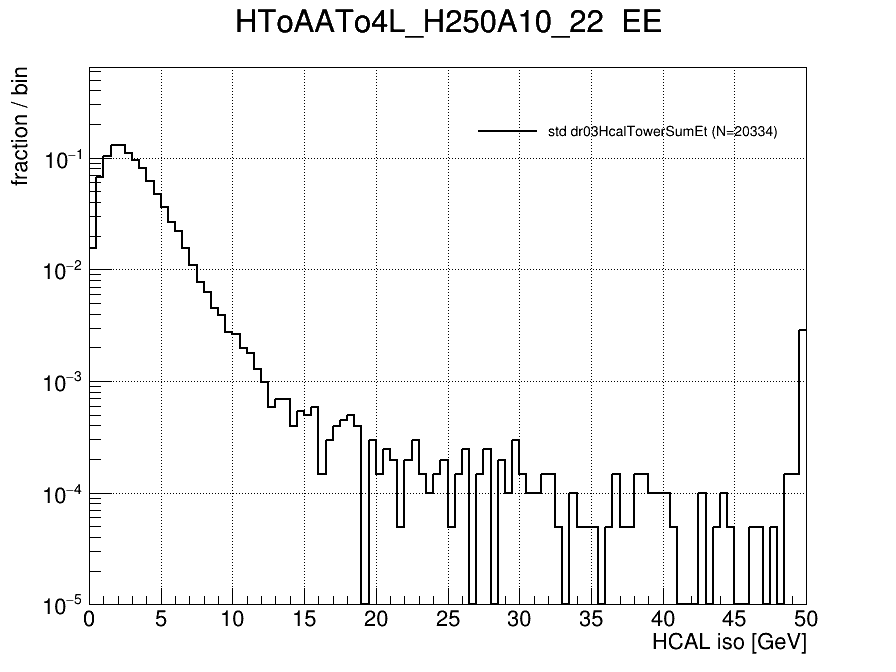 HToAATo4L_H250A10_22 EE
fraction / bin
std dr03HcalTowerSumEt (N=20334)
10⁻¹
10⁻²
10⁻³
10⁻⁴
10⁻⁵
0 5 10 15 20 25 30 35 40 45 50
HCAL iso [GeV]